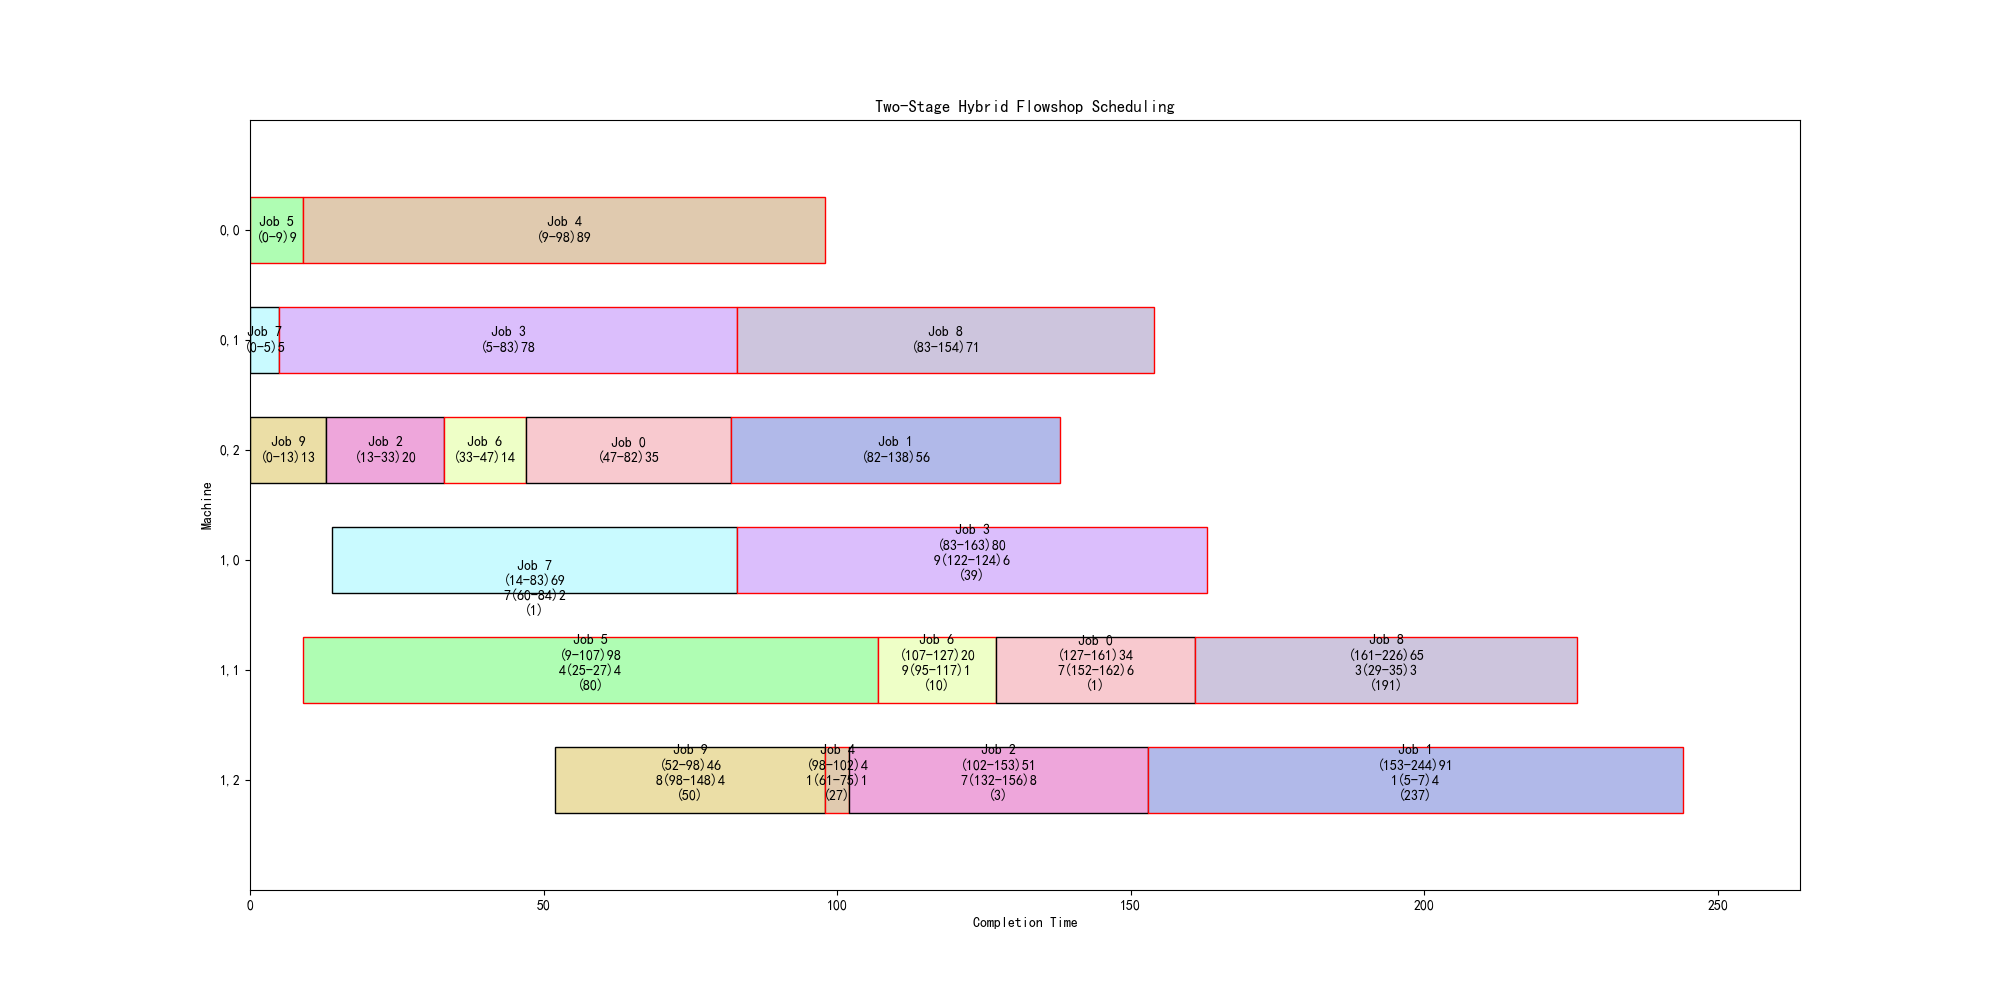 Two-Stage Hybrid Flowshop Scheduling
0,0
Job 5
(0-9)9
Job 4
(9-98)89
0,1
Job 7
(0-5)5
Job 3
(5-83)78
Job 8
(83-154)71
0,2
Job 9
(0-13)13
Job 2
(13-33)20
Job 6
(33-47)14
Job 0
(47-82)35
Job 1
(82-138)56
Machine
1,0
Job 7
(14-83)69
7(60-84)2
(1)
Job 3
(83-163)80
9(122-124)6
(39)
1,1
Job 5
(9-107)98
4(25-27)4
(80)
Job 6
(107-127)20
9(95-117)1
(10)
Job 0
(127-161)34
7(152-162)6
(1)
Job 8
(161-226)65
3(29-35)3
(191)
1,2
Job 9
(52-98)46
8(98-148)4
(50)
Job 4
(98-102)4
1(61-75)1
(27)
Job 2
(102-153)51
7(132-156)8
(3)
Job 1
(153-244)91
1(5-7)4
(237)
0
50
100
150
200
250
Completion Time